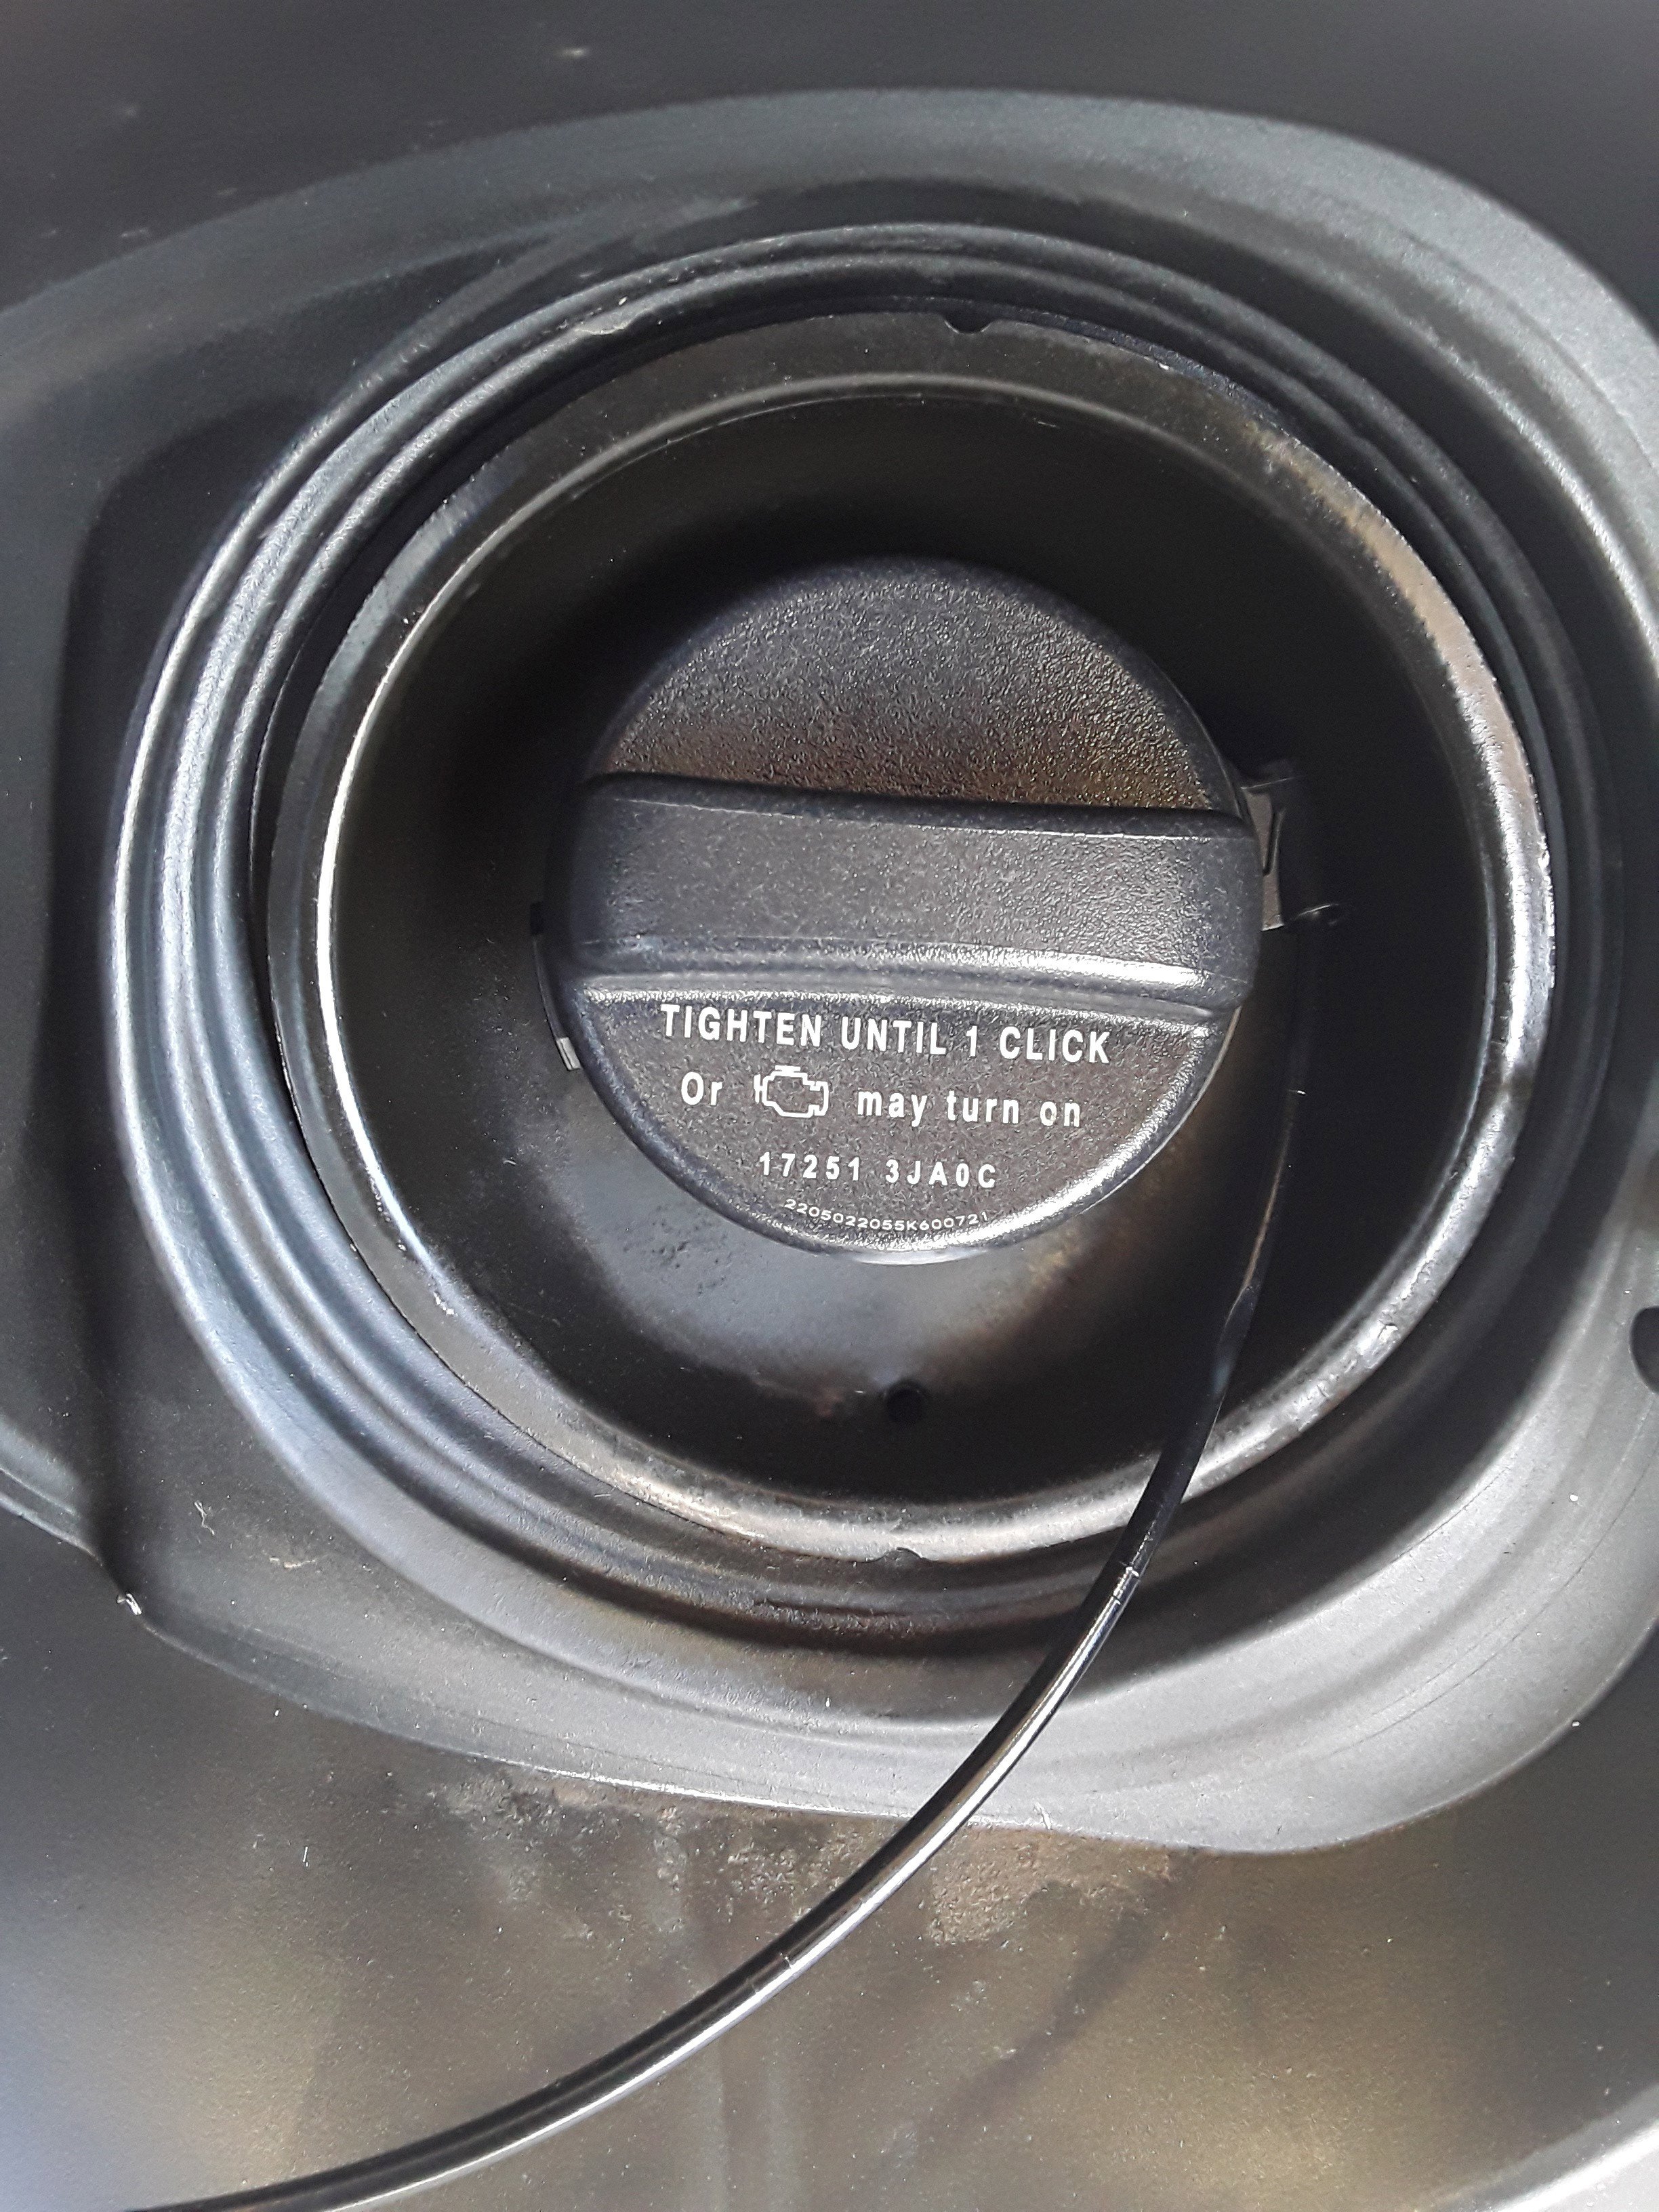 TIGHTEN UNTIL 1 CLICK
Or may turn on
17251 3JA0C
2205022055K600721